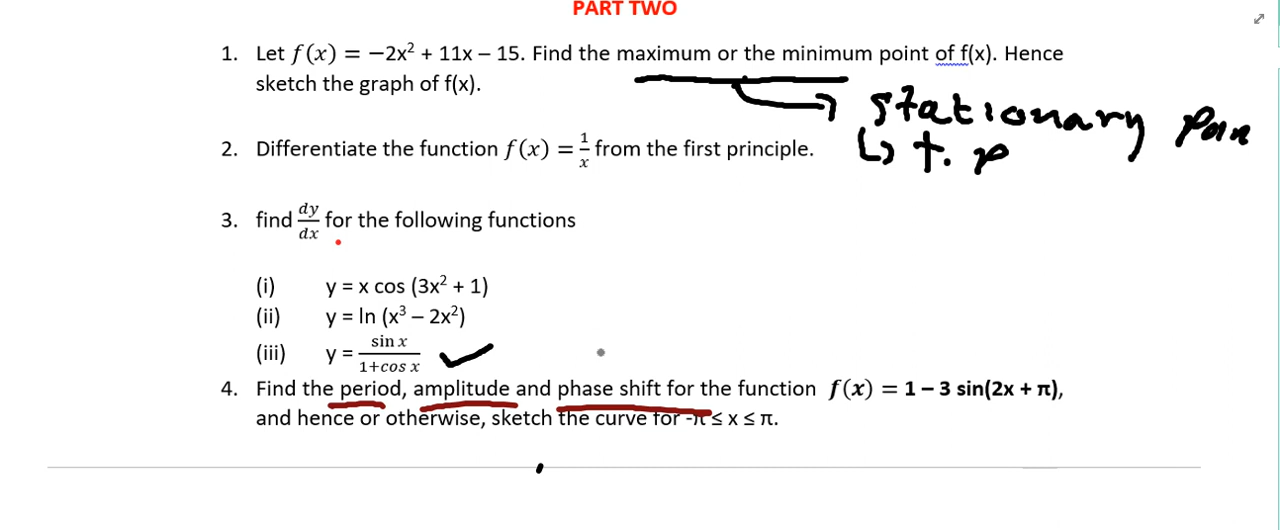 PART TWO
1. Let f(x) = −2x² + 11x – 15. Find the maximum or the minimum point of f(x). Hence
sketch the graph of f(x).
stationary
↳ t. p
2. Differentiate the function f(x) = 1/x from the first principle.
3. find dy/dx for the following functions
(i) y = x cos (3x² + 1)
(ii) y = ln (x³ – 2x²)
(iii) y = sin x/1+cos x
4. Find the period, amplitude and phase shift for the function f(x) = 1 – 3 sin(2x + π),
and hence or otherwise, sketch the curve for -π ≤ x ≤ π.